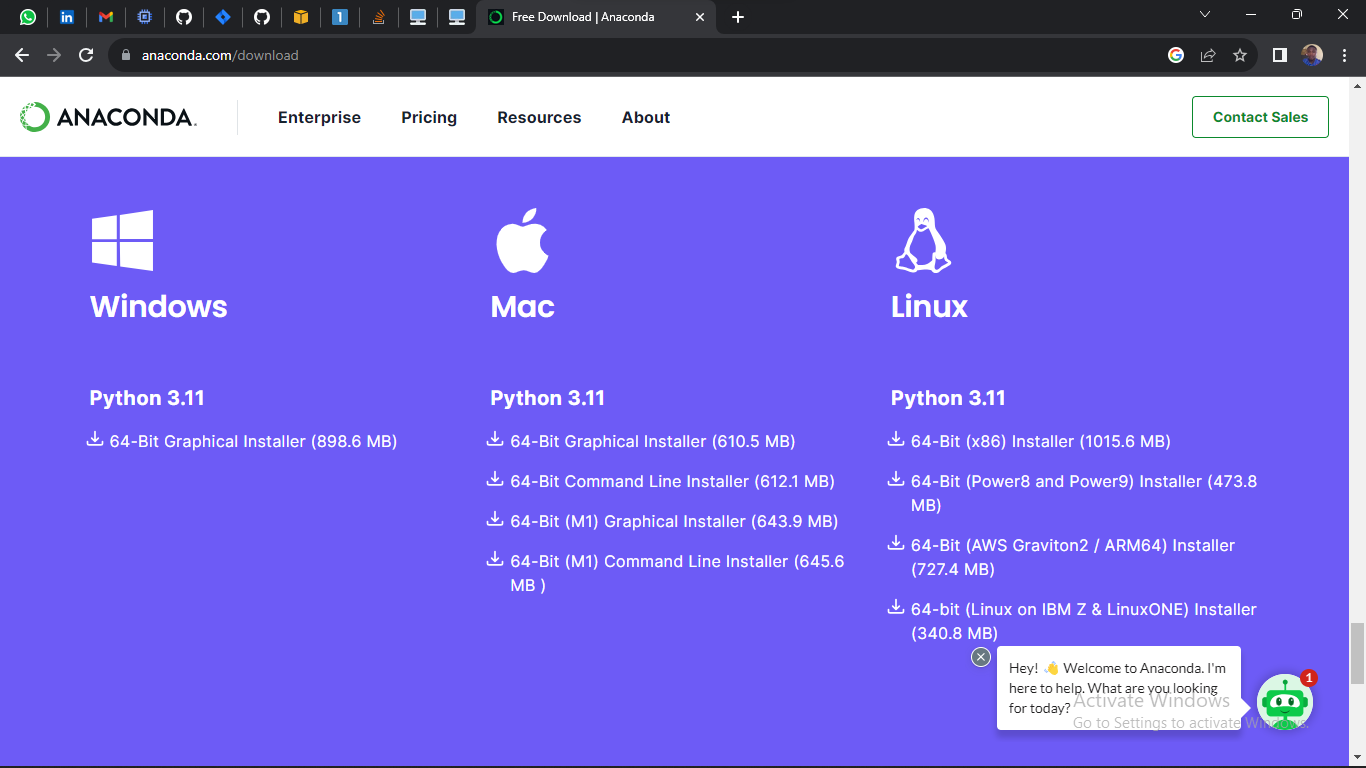 Free Download | Anaconda
anaconda.com/download
ANACONDA.
Enterprise
Pricing
Resources
About
Contact Sales
Windows
Python 3.11
64-Bit Graphical Installer (898.6 MB)
Mac
Python 3.11
64-Bit Graphical Installer (610.5 MB)
64-Bit Command Line Installer (612.1 MB)
64-Bit (M1) Graphical Installer (643.9 MB)
64-Bit (M1) Command Line Installer (645.6
MB )
Linux
Python 3.11
64-Bit (x86) Installer (1015.6 MB)
64-Bit (Power8 and Power9) Installer (473.8
MB)
64-Bit (AWS Graviton2 / ARM64) Installer
(727.4 MB)
64-bit (Linux on IBM Z & LinuxONE) Installer
(340.8 MB)
Hey! 👋 Welcome to Anaconda. I'm
here to help. What are you looking
for today?
1
Activate Windows
Go to Settings to activate Windows.